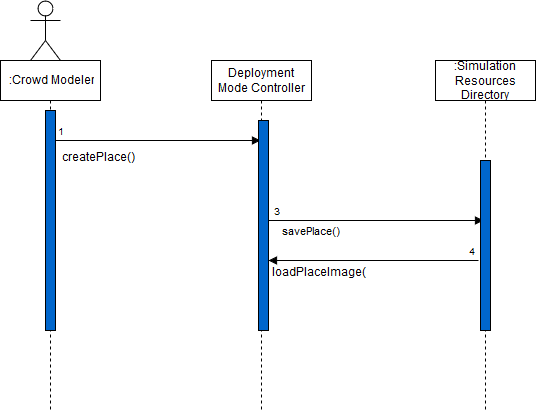 :Crowd Modeler
Deployment
Mode Controller
:Simulation
Resources
Directory
1
createPlace()
3
savePlace()
4
loadPlaceImage(